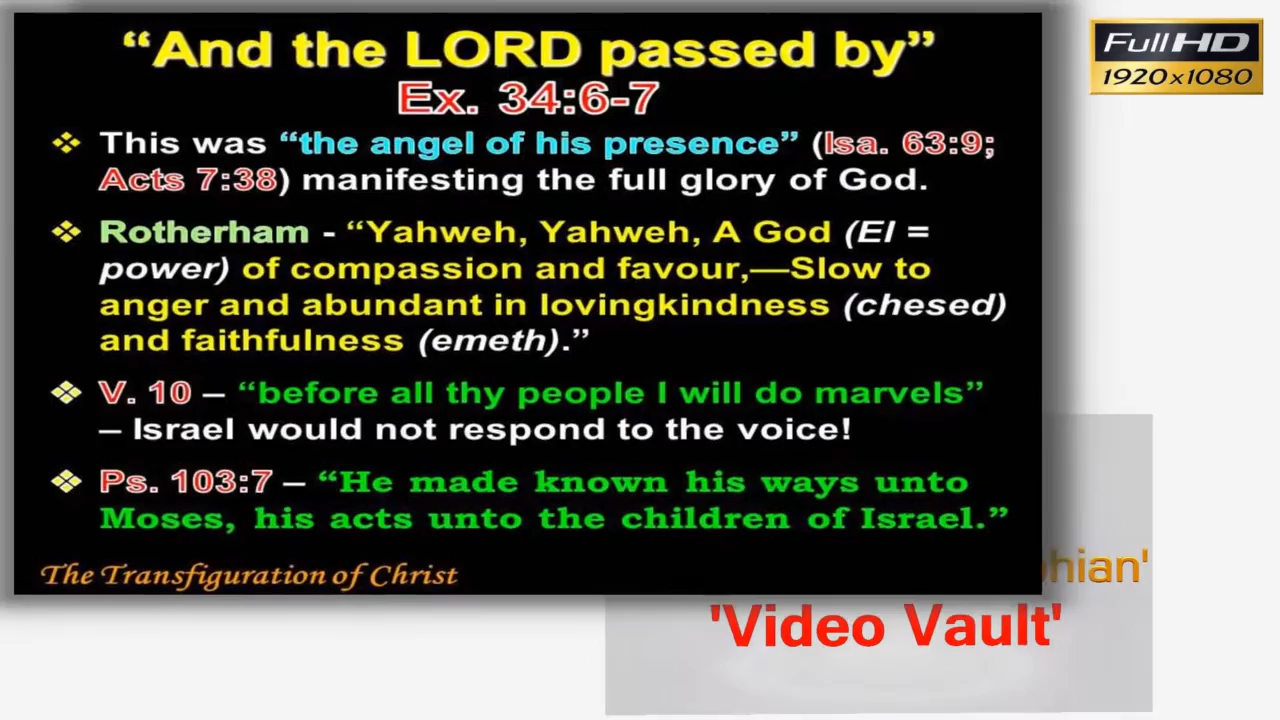 “And the LORD passed by”
Ex. 34:6-7
This was “the angel of his presence” (Isa. 63:9;
Acts 7:38) manifesting the full glory of God.
Rotherham - “Yahweh, Yahweh, A God (El =
power) of compassion and favour,—Slow to
anger and abundant in lovingkindness (chesed)
and faithfulness (emeth).”
V. 10 – “before all thy people I will do marvels”
– Israel would not respond to the voice!
Ps. 103:7 – “He made known his ways unto
Moses, his acts unto the children of Israel.”
The Transfiguration of Christ
Full HD
1920x1080
'Video Vault'